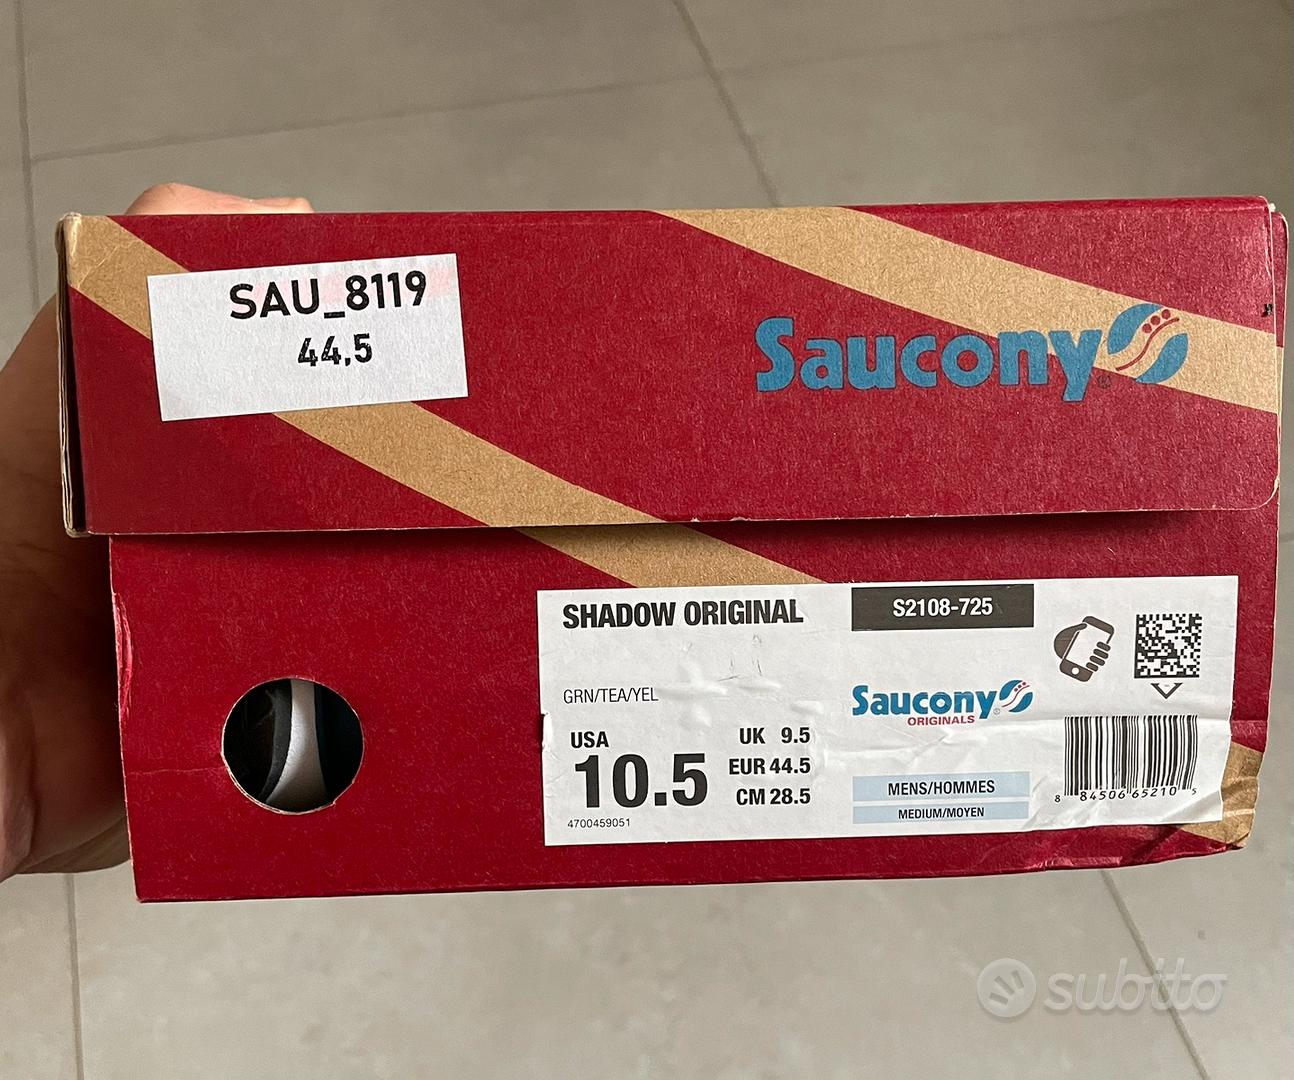 SAU_8119
44,5
Saucony
®
SHADOW ORIGINAL
S2108-725
GRN/TEA/YEL
Saucony
®
ORIGINALS
USA
10.5
UK 9.5
EUR 44.5
CM 28.5
MENS/HOMMES
MEDIUM/MOYEN
4700459051
8 84506 65210 5
subito